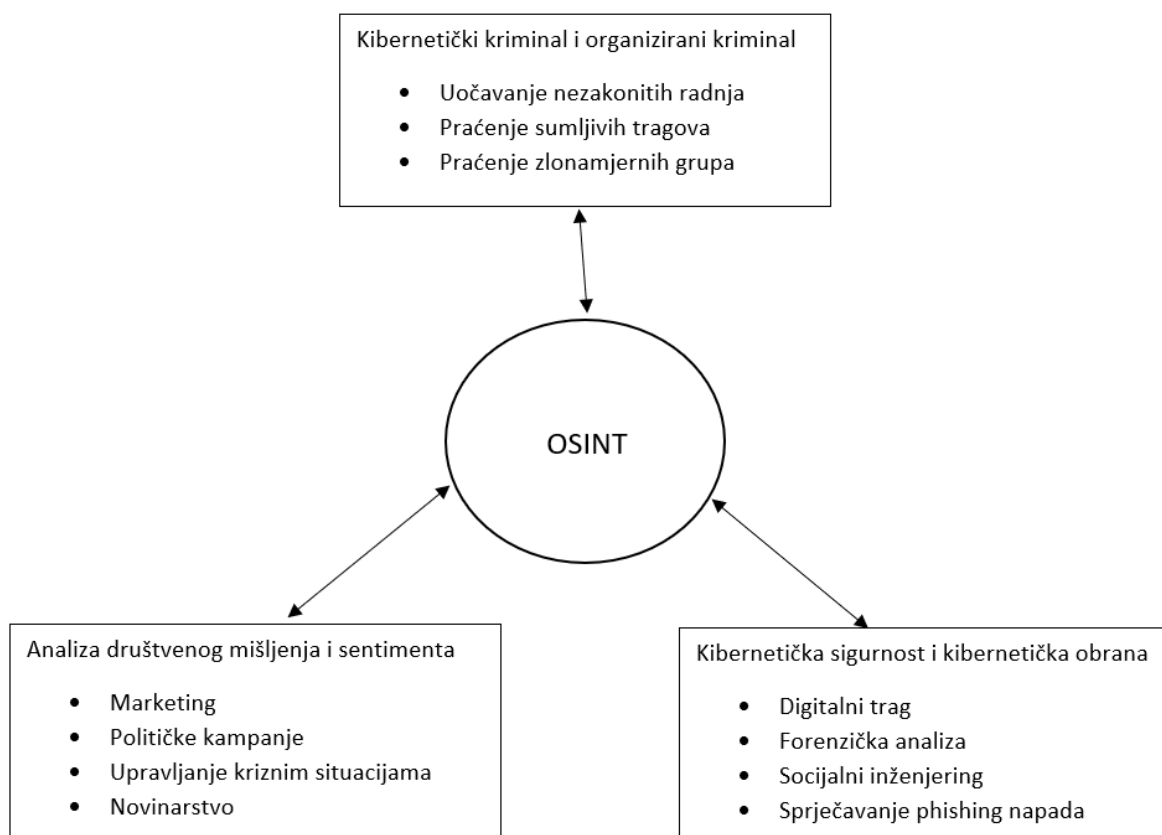 Kibernetički kriminal i organizirani kriminal
• Uočavanje nezakonitih radnja
• Praćenje sumljivih tragova
• Praćenje zlonamjernih grupa
OSINT
Analiza društvenog mišljenja i sentimenta
• Marketing
• Političke kampanje
• Upravljanje kriznim situacijama
• Novinarstvo
Kibernetička sigurnost i kibernetička obrana
• Digitalni trag
• Forenzička analiza
• Socijalni inženjering
• Sprječavanje phishing napada